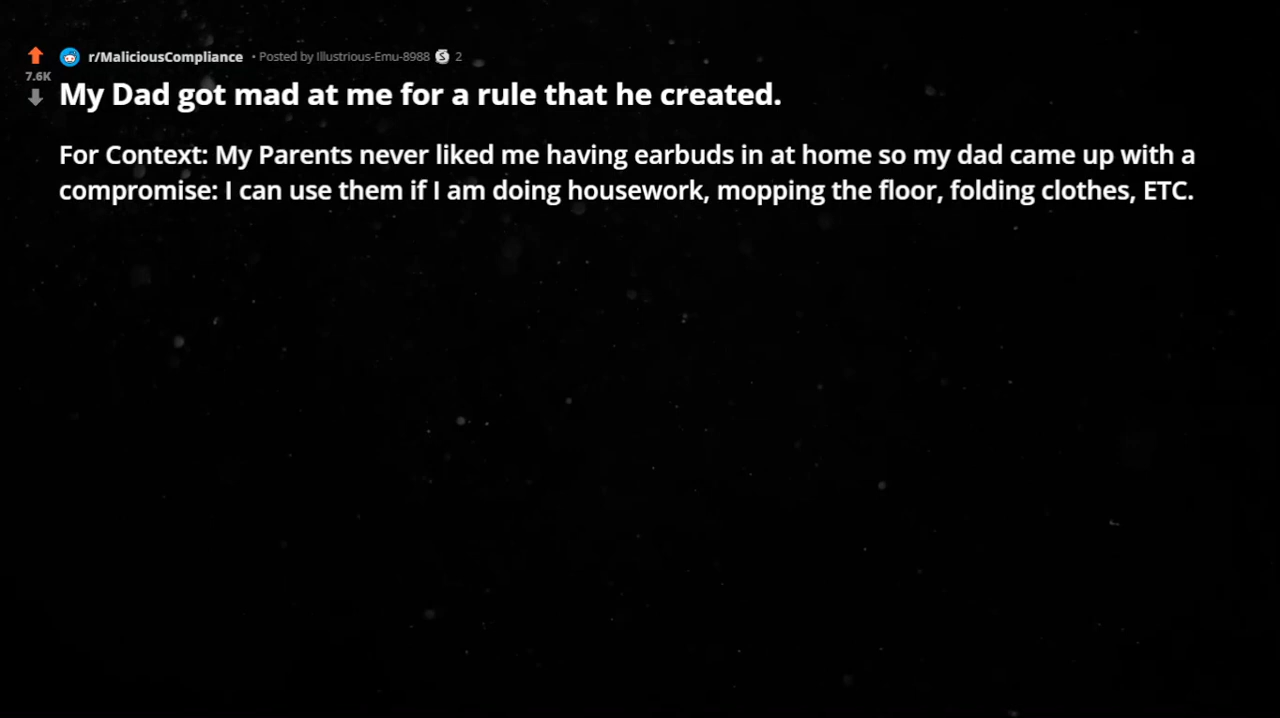 r/MaliciousCompliance • Posted by Illustrious-Emu-8988 S 2
7.6K
My Dad got mad at me for a rule that he created.
For Context: My Parents never liked me having earbuds in at home so my dad came up with a
compromise: I can use them if I am doing housework, mopping the floor, folding clothes, ETC.